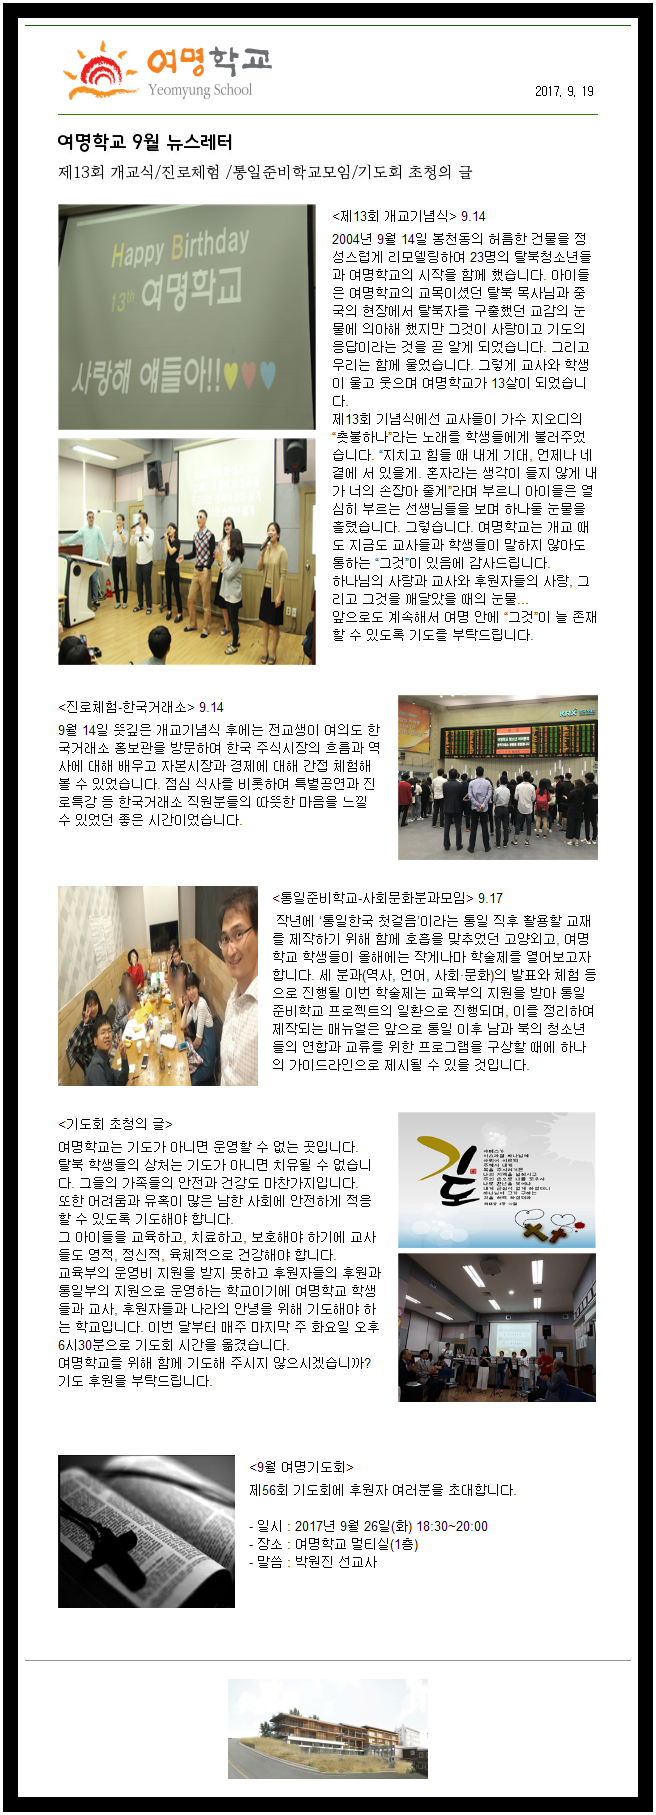 여명학교
Yeomyung School
2017. 9. 19
여명학교 9월 뉴스레터
제13회 개교식/진로체험 /통일준비학교모임/기도회 초청의 글
Happy Birthday
13th 여명학교
사랑해 얘들아!!
<제13회 개교기념식> 9.14
2004년 9월 14일 봉천동의 허름한 건물을 정
성스럽게 리모델링하여 23명의 탈북청소년들
과 여명학교의 시작을 함께 했습니다. 아이들
은 여명학교의 교목이셨던 탈북 목사님과 중
국의 현장에서 탈북자를 구출했던 교감의 눈
물에 의아해 했지만 그것이 사랑이고 기도의
응답이라는 것을 곧 알게 되었습니다. 그리고
우리는 함께 울었습니다. 그렇게 교사와 학생
이 울고 웃으며 여명학교가 13살이 되었습니
다.
제13회 기념식에선 교사들이 가수 지오디의
“촛불하나”라는 노래를 학생들에게 불러주었
습니다. “지치고 힘들 때 내게 기대, 언제나 네
곁에 서 있을게. 혼자라는 생각이 들지 않게 내
가 너의 손잡아 줄게”라며 부르니 아이들은 열
심히 부르는 선생님들을 보며 하나둘 눈물을
흘렸습니다. 그렇습니다. 여명학교는 개교 때
도 지금도 교사들과 학생들이 말하지 않아도
통하는 “그것”이 있음에 감사드립니다.
하나님의 사랑과 교사와 후원자들의 사랑, 그
리고 그것을 깨달았을 때의 눈물...
앞으로도 계속해서 여명 안에 “그것”이 늘 존재
할 수 있도록 기도를 부탁드립니다.
<진로체험-한국거래소> 9.14
9월 14일 뜻깊은 개교기념식 후에는 전교생이 여의도 한
국거래소 홍보관을 방문하여 한국 주식시장의 흐름과 역
사에 대해 배우고 자본시장과 경제에 대해 간접 체험해
볼 수 있었습니다. 점심 식사를 비롯하여 특별공연과 진
로특강 등 한국거래소 직원분들의 따뜻한 마음을 느낄
수 있었던 좋은 시간이었습니다.
KRX
<통일준비학교-사회문화분과모임> 9.17
작년에 ‘통일한국 첫걸음’이라는 통일 직후 활용할 교재
를 제작하기 위해 함께 호흡을 맞추었던 고양외고, 여명
학교 학생들이 올해에는 작게나마 학술제를 열어보고자
합니다. 세 분과(역사, 언어, 사회·문화)의 발표와 체험 등
으로 진행될 이번 학술제는 교육부의 지원을 받아 통일
준비학교 프로젝트의 일환으로 진행되며, 이를 정리하여
제작되는 매뉴얼은 앞으로 통일 이후 남과 북의 청소년
들의 연합과 교류를 위한 프로그램을 구상할 때에 하나
의 가이드라인으로 제시될 수 있을 것입니다.
<기도회 초청의 글>
여명학교는 기도가 아니면 운영할 수 없는 곳입니다.
탈북 학생들의 상처는 기도가 아니면 치유될 수 없습니
다. 그들의 가족들의 안전과 건강도 마찬가지입니다.
또한 어려움과 유혹이 많은 남한 사회에 안전하게 적응
할 수 있도록 기도해야 합니다.
그 아이들을 교육하고, 치료하고, 보호해야 하기에 교사
들도 영적, 정신적, 육체적으로 건강해야 합니다.
교육부의 운영비 지원을 받지 못하고 후원자들의 후원과
통일부의 지원으로 운영하는 학교이기에 여명학교 학생
들과 교사, 후원자들과 나라의 안녕을 위해 기도해야 하
는 학교입니다. 이번 달부터 매주 마지막 주 화요일 오후
6시30분으로 기도회 시간을 옮겼습니다.
여명학교를 위해 함께 기도해 주시지 않으시겠습니까?
기도 후원을 부탁드립니다.
기도
<9월 여명기도회>
제56회 기도회에 후원자 여러분을 초대합니다.
- 일시 : 2017년 9월 26일(화) 18:30~20:00
- 장소 : 여명학교 멀티실(1층)
- 말씀 : 박원진 선교사